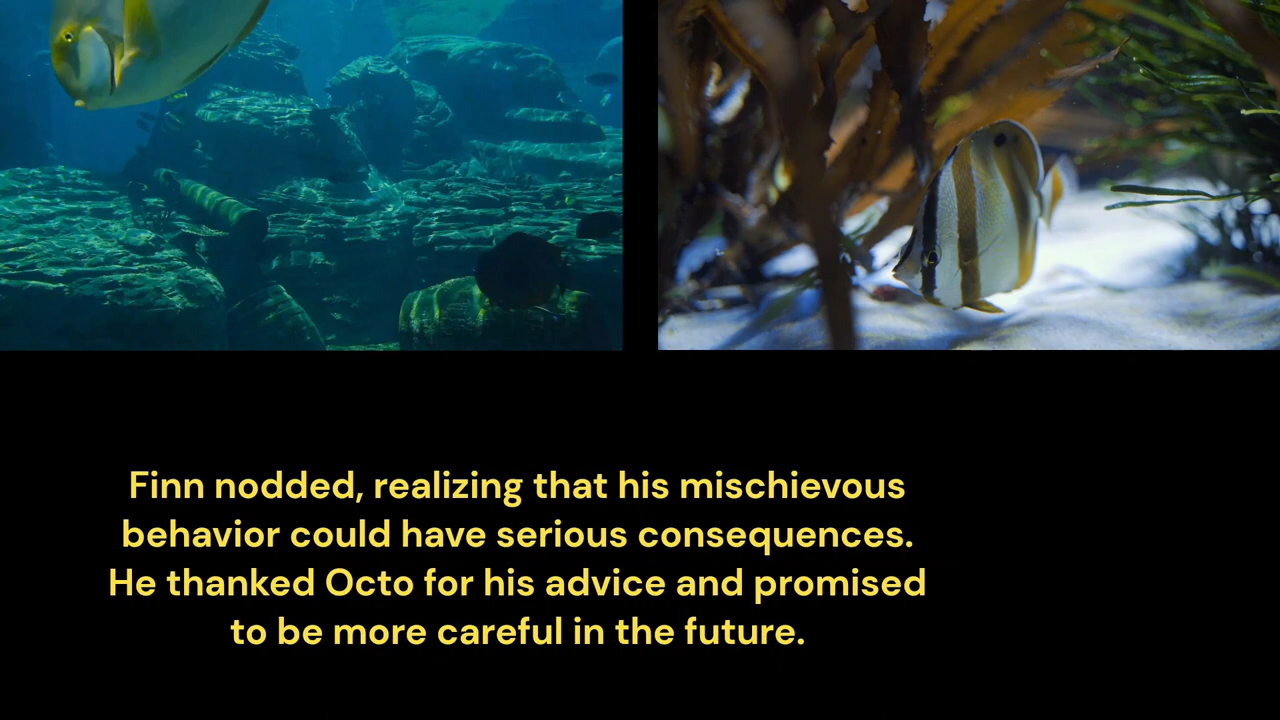 Finn nodded, realizing that his mischievous
behavior could have serious consequences.
He thanked Octo for his advice and promised
to be more careful in the future.